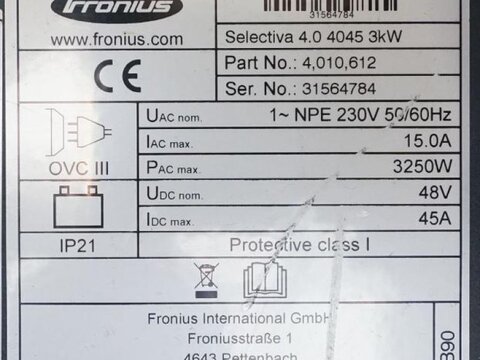 Fronius
31564784
www.fronius.com
Selectiva 4.0 4045 3kW
Part No.: 4,010,612
Ser. No.: 31564784
CE
UAC nom. 1~ NPE 230V 50/60Hz
IAC max. 15.0A
OVC III
PAC max. 3250W
UDC nom. 48V
IDC max. 45A
IP21
Protective class I
Fronius International GmbH
Froniusstraße 1
4643 Pettenbach